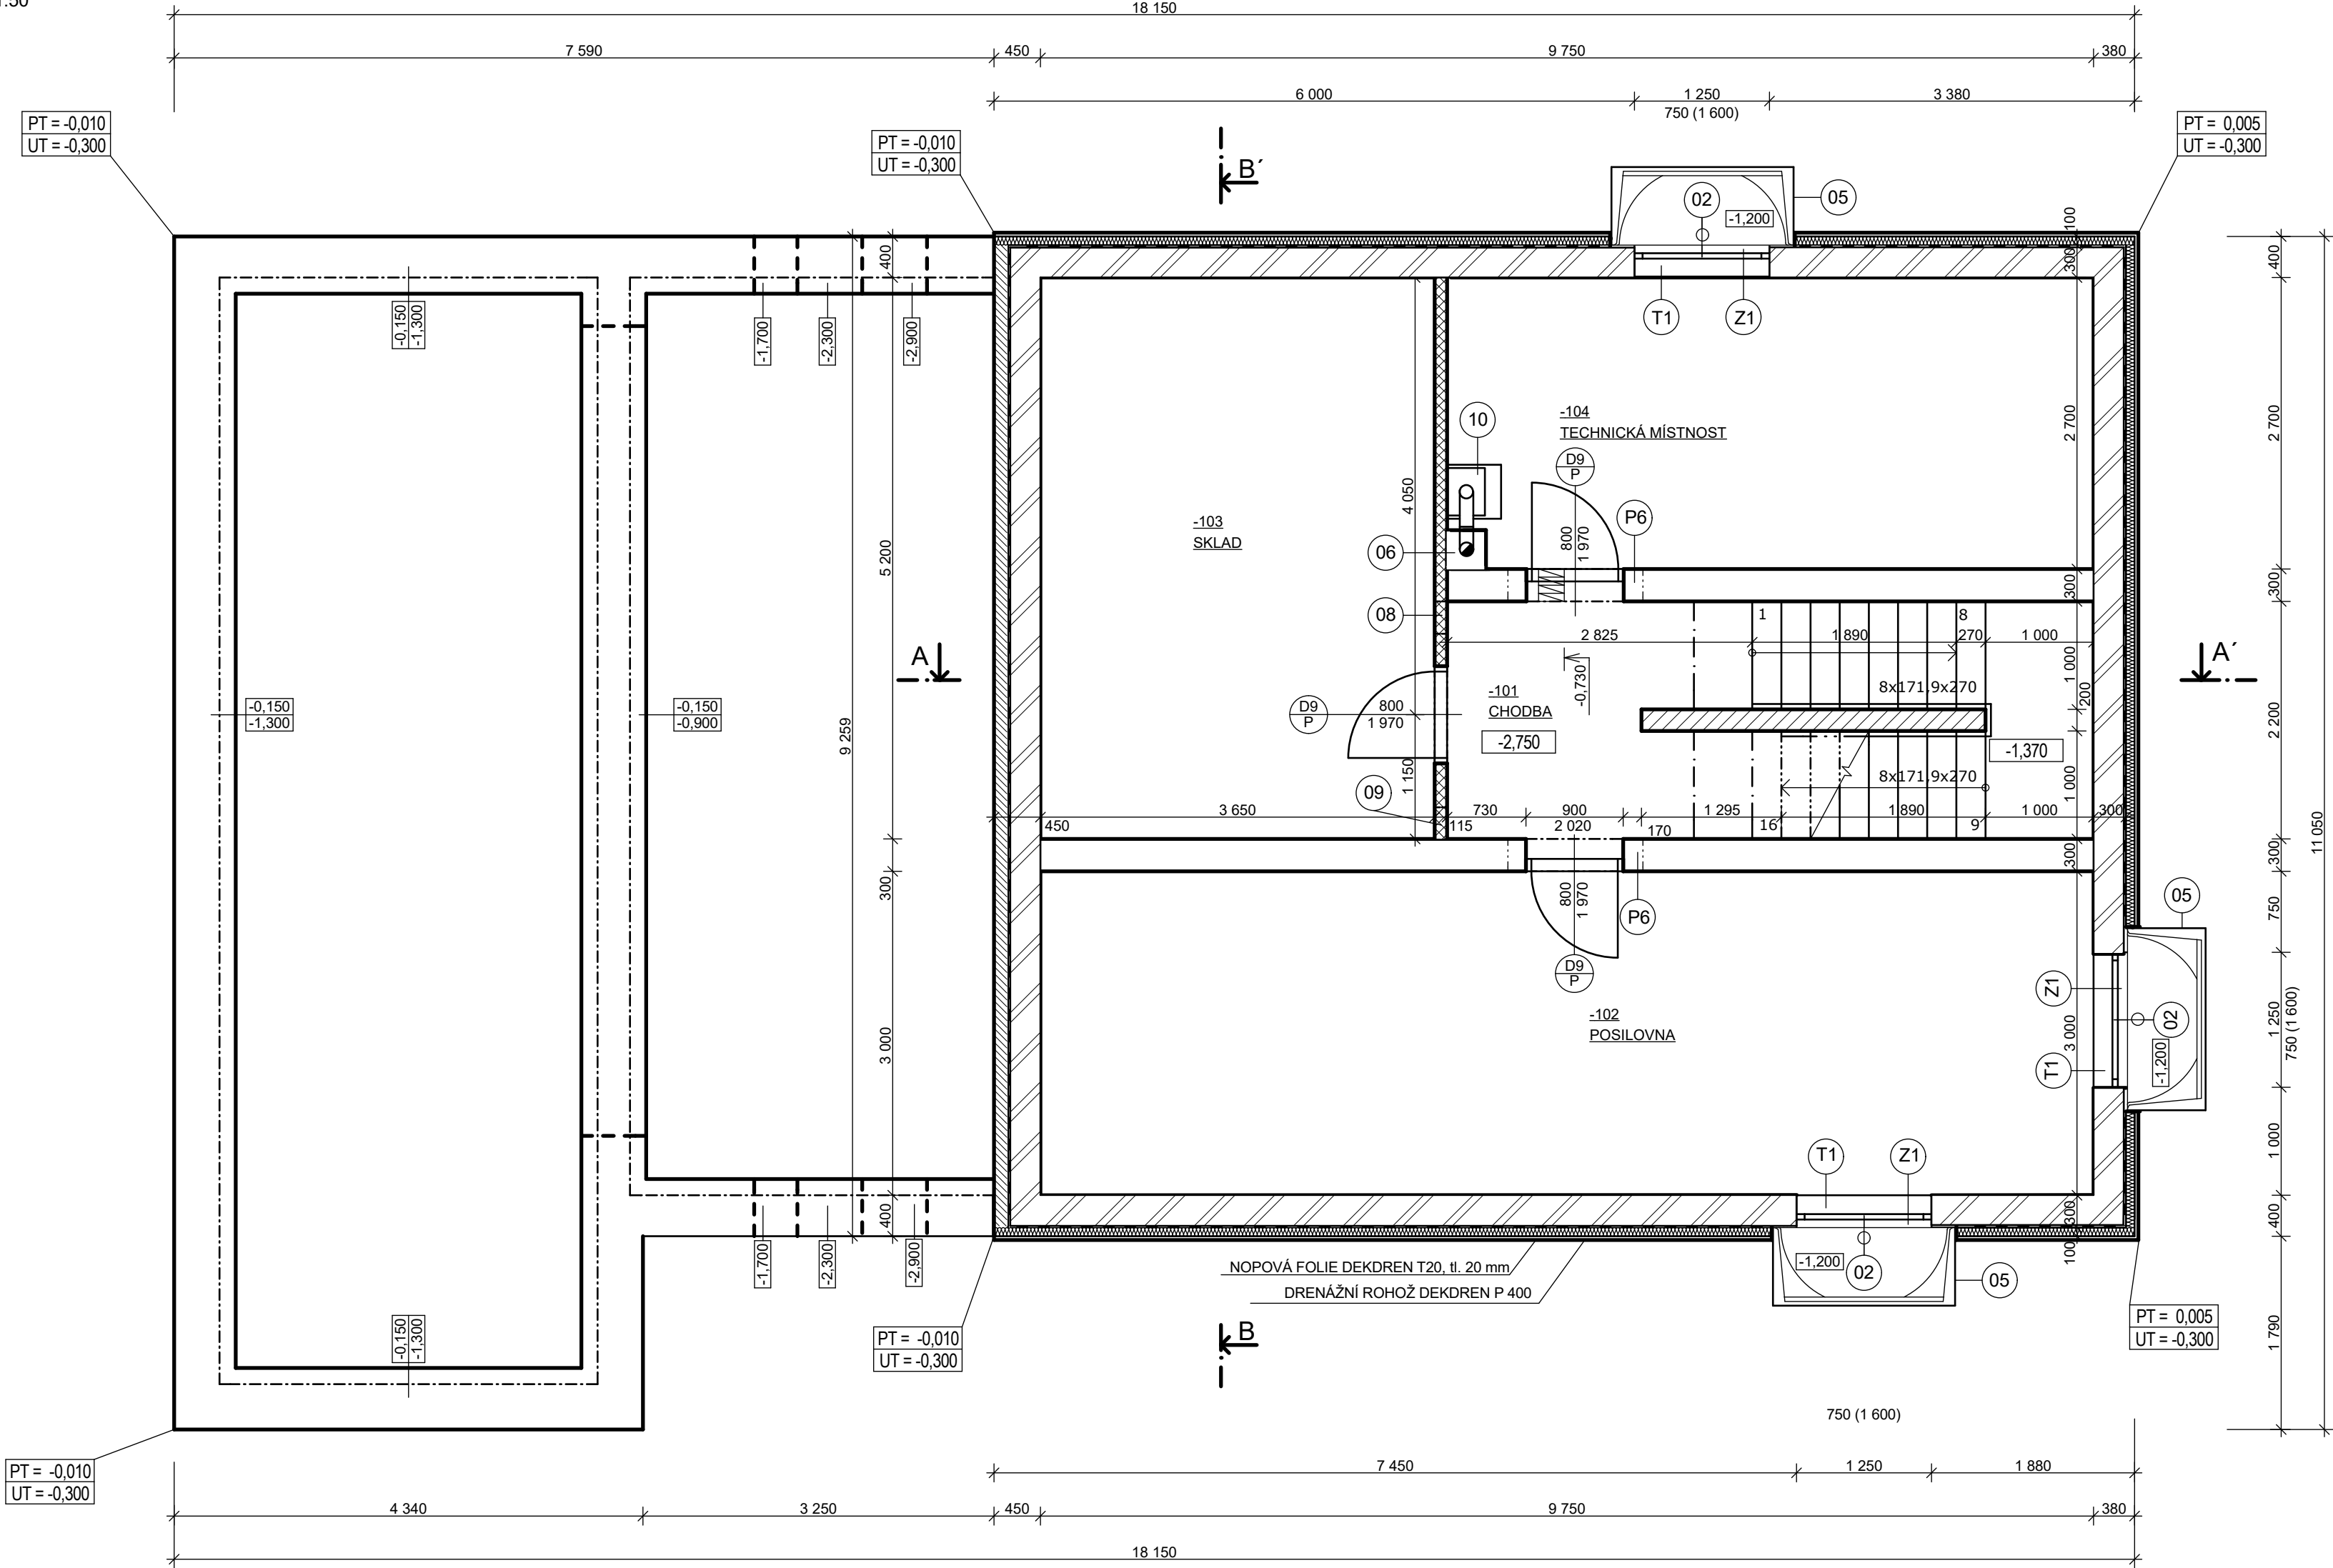 18 150
7 590
450
9 750
380
6 000
1 250
750 (1 600)
3 380
PT = -0,010
UT = -0,300
PT = -0,010
UT = -0,300
PT = 0,005
UT = -0,300
B´
02
-1,200
05
100
300
400
400
T1
Z1
-0,150
-1,300
-1,700
-2,300
-2,900
10
-104
TECHNICKÁ MÍSTNOST
D9
P
2 700
2 700
4 050
-103
SKLAD
5 200
06
800
1 970
P6
300
300
08
1
8
2 825
1 890
270
1 000
A
A´
-0,730
1 000
-101
CHODBA
-2,750
8x171,9x270
200
D9
P
800
1 970
-0,150
-1,300
-0,150
-0,900
9 259
2 200
-1,370
8x171,9x270
1 000
1 150
09
3 650
730
900
1 295
1 890
1 000
300
450
115
2 020
170
16
9
300
300
300
11 050
800
1 970
P6
D9
P
750
05
Z1
02
1 250
750 (1 600)
-102
POSILOVNA
3 000
3 000
T1
-1,200
1 000
T1
Z1
400
300
400
100
-1,700
-2,300
-2,900
NOPOVÁ FOLIE DEKDREN T20, tl. 20 mm
DRENÁŽNÍ ROHOŽ DEKDREN P 400
-1,200
02
05
-0,150
-1,300
PT = -0,010
UT = -0,300
B
PT = 0,005
UT = -0,300
1 790
750 (1 600)
PT = -0,010
UT = -0,300
7 450
1 250
1 880
4 340
3 250
450
9 750
380
18 150